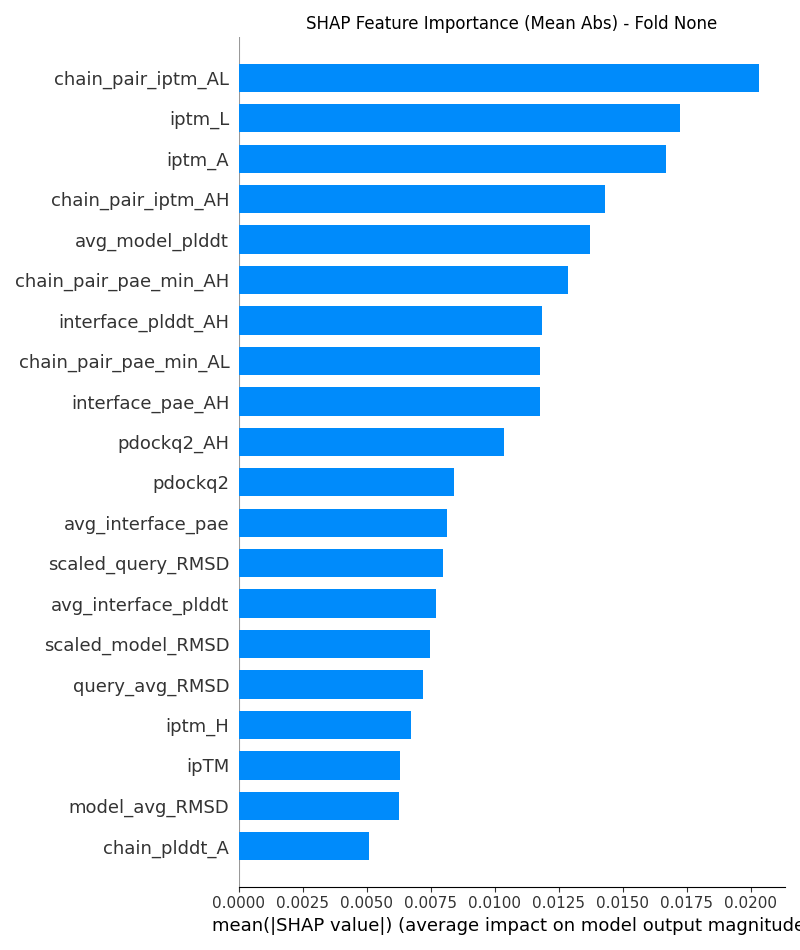 SHAP Feature Importance (Mean Abs) - Fold None
chain_pair_iptm_AL
iptm_L
iptm_A
chain_pair_iptm_AH
avg_model_plddt
chain_pair_pae_min_AH
interface_plddt_AH
chain_pair_pae_min_AL
interface_pae_AH
pdockq2_AH
pdockq2
avg_interface_pae
scaled_query_RMSD
avg_interface_plddt
scaled_model_RMSD
query_avg_RMSD
iptm_H
ipTM
model_avg_RMSD
chain_plddt_A
0.0000 0.0025 0.0050 0.0075 0.0100 0.0125 0.0150 0.0175 0.0200
mean(|SHAP value|) (average impact on model output magnitude